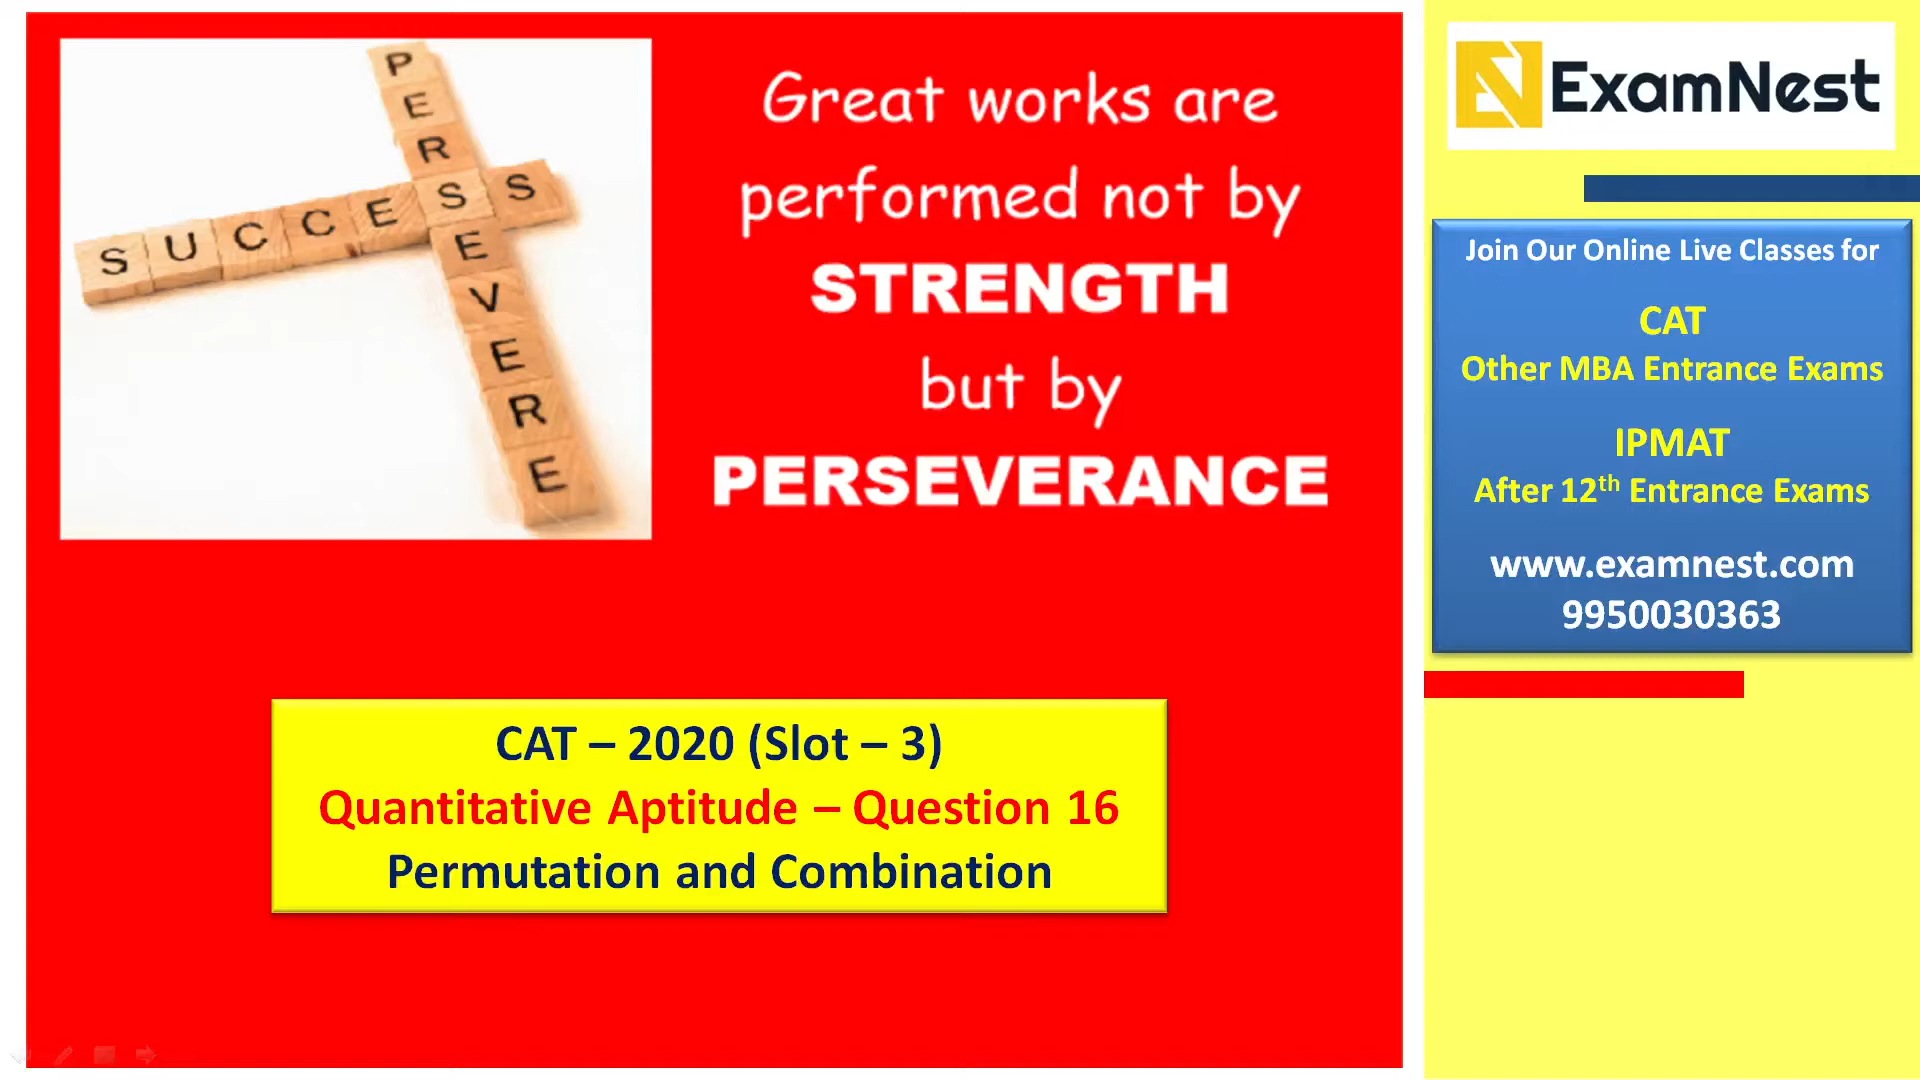 PERSEVERE
SUCCESS
Great works are
performed not by
STRENGTH
but by
PERSEVERANCE
CAT – 2020 (Slot – 3)
Quantitative Aptitude – Question 16
Permutation and Combination
ExamNest
Join Our Online Live Classes for
CAT
Other MBA Entrance Exams
IPMAT
After 12th Entrance Exams
www.examnest.com
9950030363